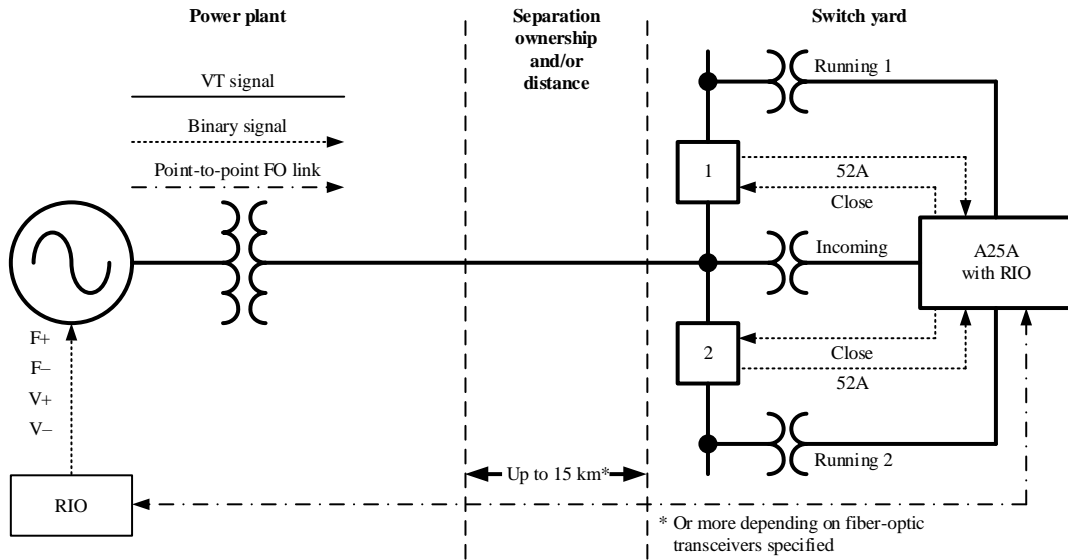 Power plant
Separation
ownership
and/or
distance
Switch yard
VT signal
Binary signal
Point-to-point FO link
Running 1
1
52A
Close
Incoming
A25A
with RIO
F+
F–
V+
V–
2
Close
52A
Running 2
RIO
Up to 15 km*
* Or more depending on fiber-optic
transceivers specified